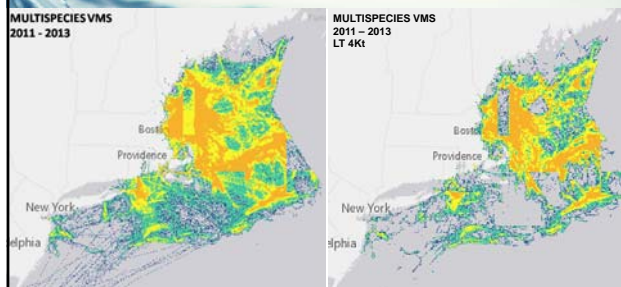 MULTISPECIES VMS
2011 - 2013
Bosto
Providence
New York
elphia
MULTISPECIES VMS
2011 – 2013
LT 4Kt
Bosto
Providence
New York
elphia